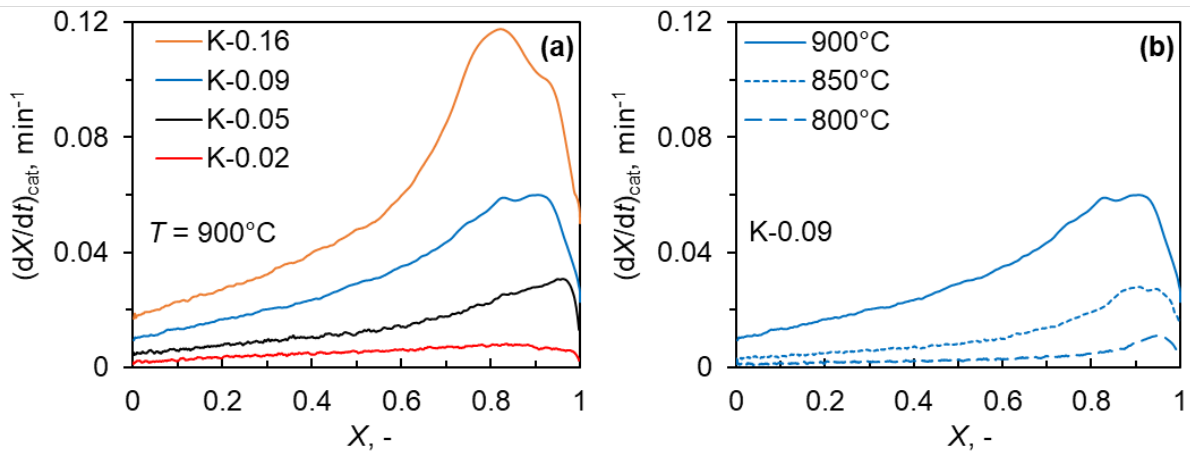 0.12
0.08
0.04
0
(dX/dt)cat, min-1
K-0.16
K-0.09
K-0.05
K-0.02
(a)
T = 900°C
0 0.2 0.4 0.6 0.8 1
X, -
0.12
0.08
0.04
0
(dX/dt)cat, min-1
900°C
850°C
800°C
(b)
K-0.09
0 0.2 0.4 0.6 0.8 1
X, -